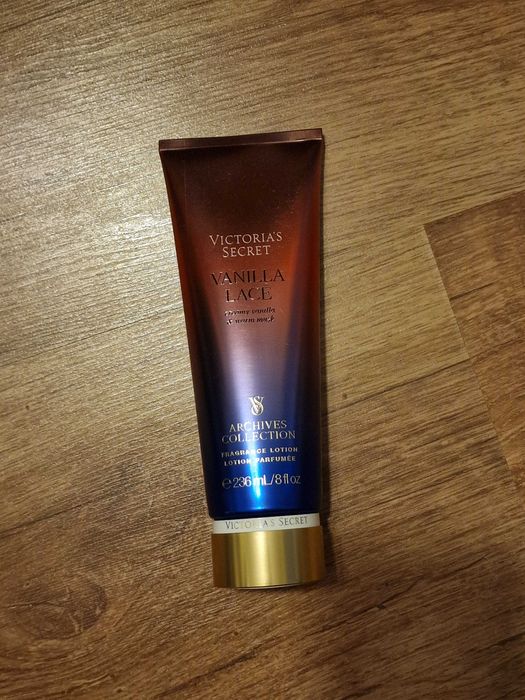 VICTORIA'S
SECRET
VANILLA
LACE
creamy vanilla
& warm musk
VS
ARCHIVES
COLLECTION
FRAGRANCE LOTION
LOTION PARFUMÉE
℮ 236 mL/8 fl oz
VICTORIA'S SECRET